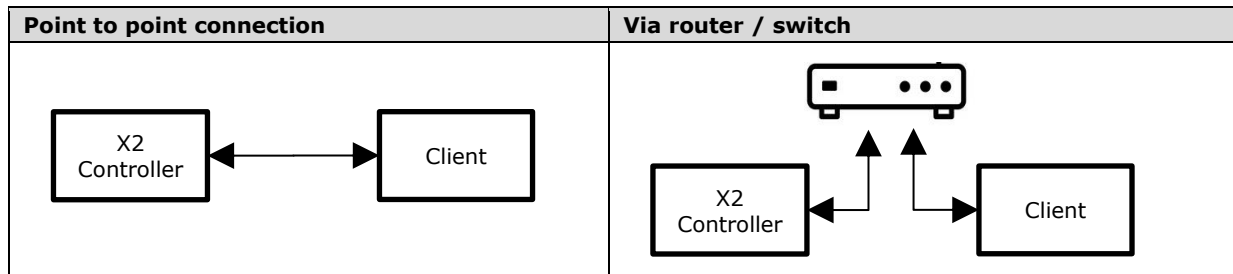 Point to point connection
Via router / switch
X2
Controller
Client
X2
Controller
Client